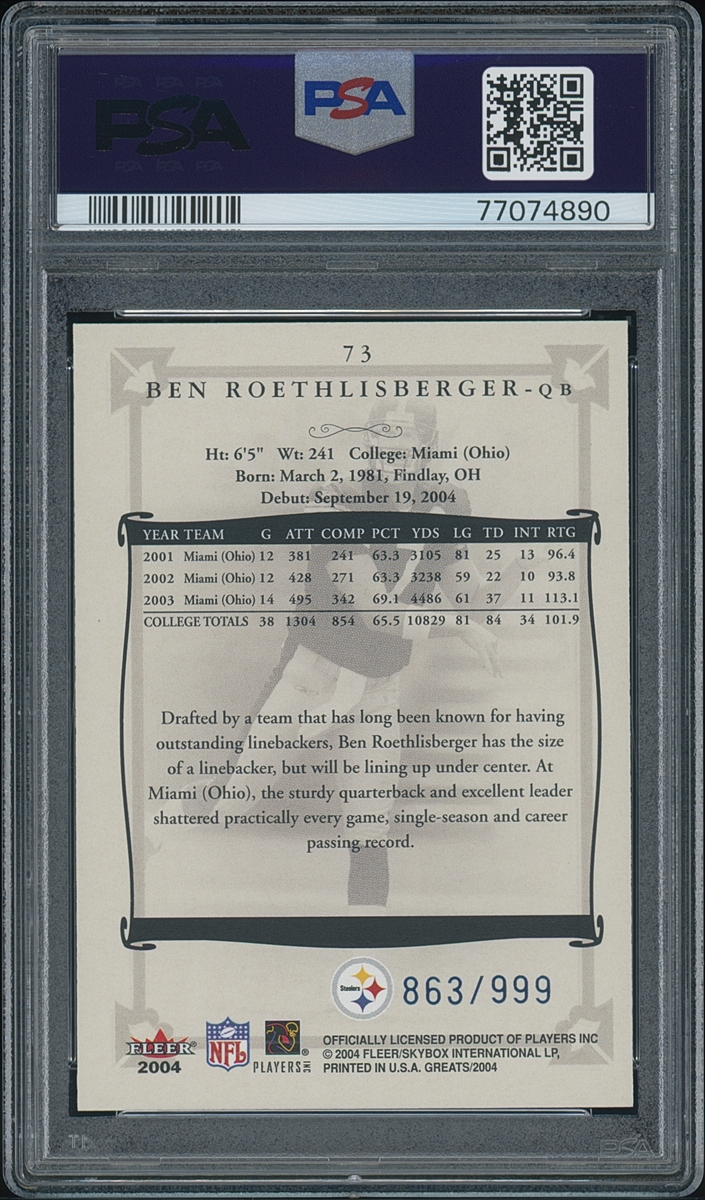 PSA PSA PSA
PSA
PSA PSA PSA
PSA
77074890
73
BEN ROETHLISBERGER-QB
Ht: 6'5" Wt: 241 College: Miami (Ohio)
Born: March 2, 1981, Findlay, OH
Debut: September 19, 2004
YEAR TEAM G ATT COMP PCT YDS LG TD INT RTG
2001 Miami (Ohio) 12 381 241 63.3 3105 81 25 13 96.4
2002 Miami (Ohio) 12 428 271 63.3 3238 59 22 10 93.8
2003 Miami (Ohio) 14 495 342 69.1 4486 61 37 11 113.1
COLLEGE TOTALS 38 1304 854 65.5 10829 81 84 34 101.9
Drafted by a team that has long been known for having
outstanding linebackers, Ben Roethlisberger has the size
of a linebacker, but will be lining up under center. At
Miami (Ohio), the sturdy quarterback and excellent leader
shattered practically every game, single-season and career
passing record.
Steelers 863/999
FLEER
2004
NFL
PLAYERS INC
OFFICIALLY LICENSED PRODUCT OF PLAYERS INC
© 2004 FLEER/SKYBOX INTERNATIONAL LP,
PRINTED IN U.S.A. GREATS/2004
PSA